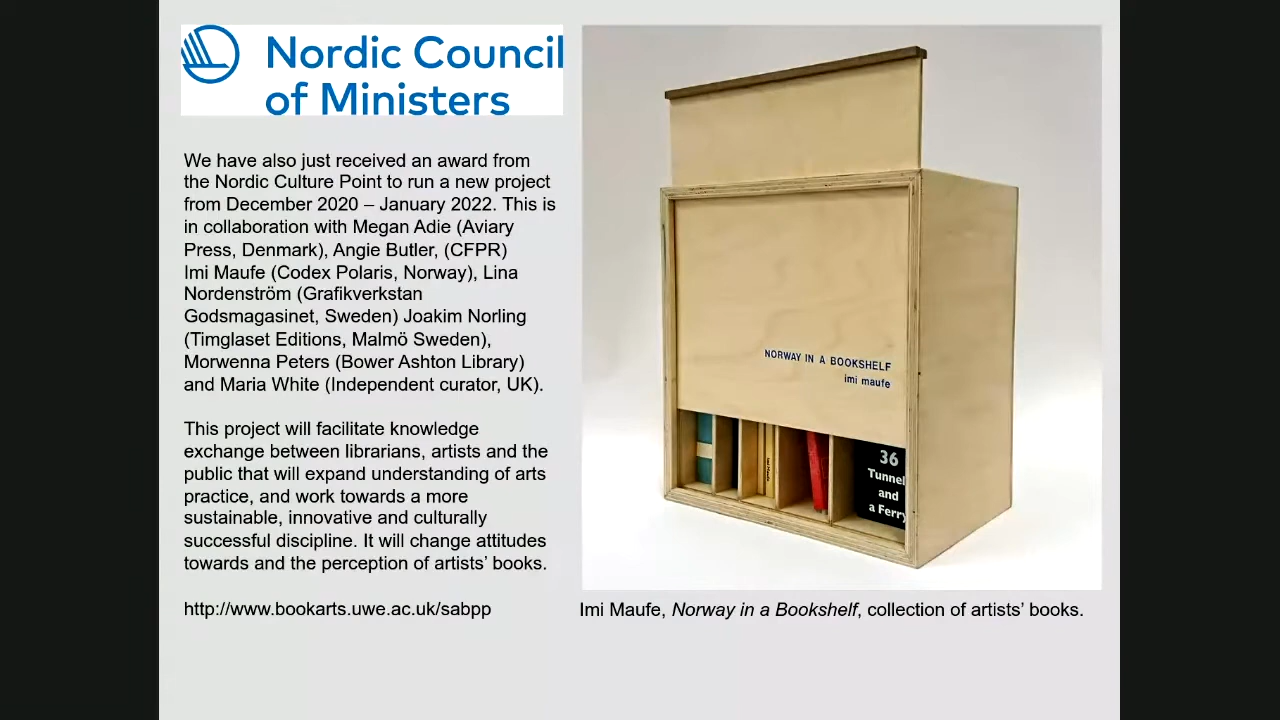 Nordic Council
of Ministers
We have also just received an award from
the Nordic Culture Point to run a new project
from December 2020 – January 2022. This is
in collaboration with Megan Adie (Aviary
Press, Denmark), Angie Butler, (CFPR)
Imi Maufe (Codex Polaris, Norway), Lina
Nordenström (Grafikverkstan
Godsmagasinet, Sweden) Joakim Norling
(Timglaset Editions, Malmö Sweden),
Morwenna Peters (Bower Ashton Library)
and Maria White (Independent curator, UK).
This project will facilitate knowledge
exchange between librarians, artists and the
public that will expand understanding of arts
practice, and work towards a more
sustainable, innovative and culturally
successful discipline. It will change attitudes
towards and the perception of artists’ books.
http://www.bookarts.uwe.ac.uk/sabpp
NORWAY IN A BOOKSHELF
imi maufe
36
Tunnel
and
a Ferry
Imi Maufe, Norway in a Bookshelf, collection of artists’ books.